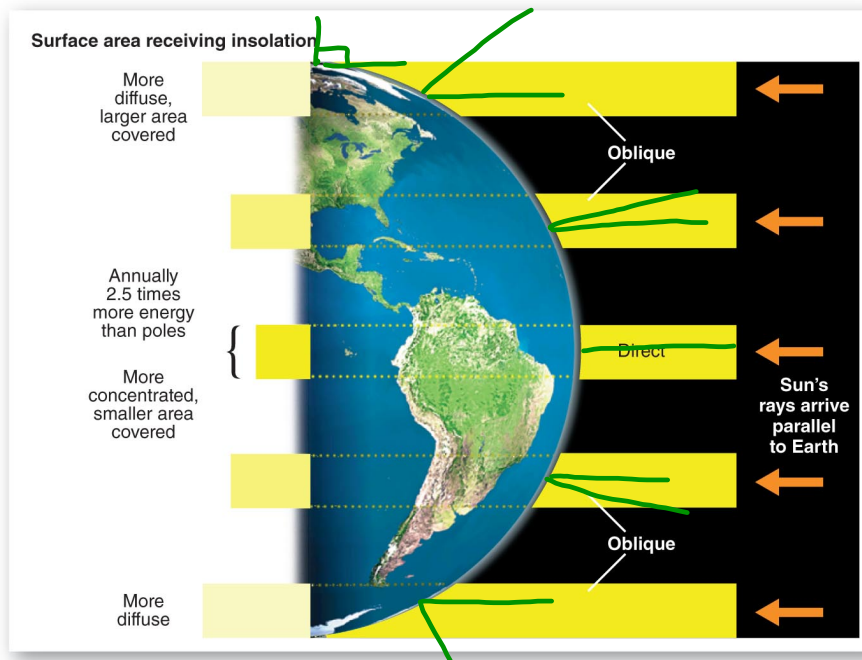 Surface area receiving insolation
More
diffuse,
larger area
covered
Oblique
Annually
2.5 times
more energy
than poles
{
Direct
More
concentrated,
smaller area
covered
Sun's
rays arrive
parallel
to Earth
Oblique
More
diffuse